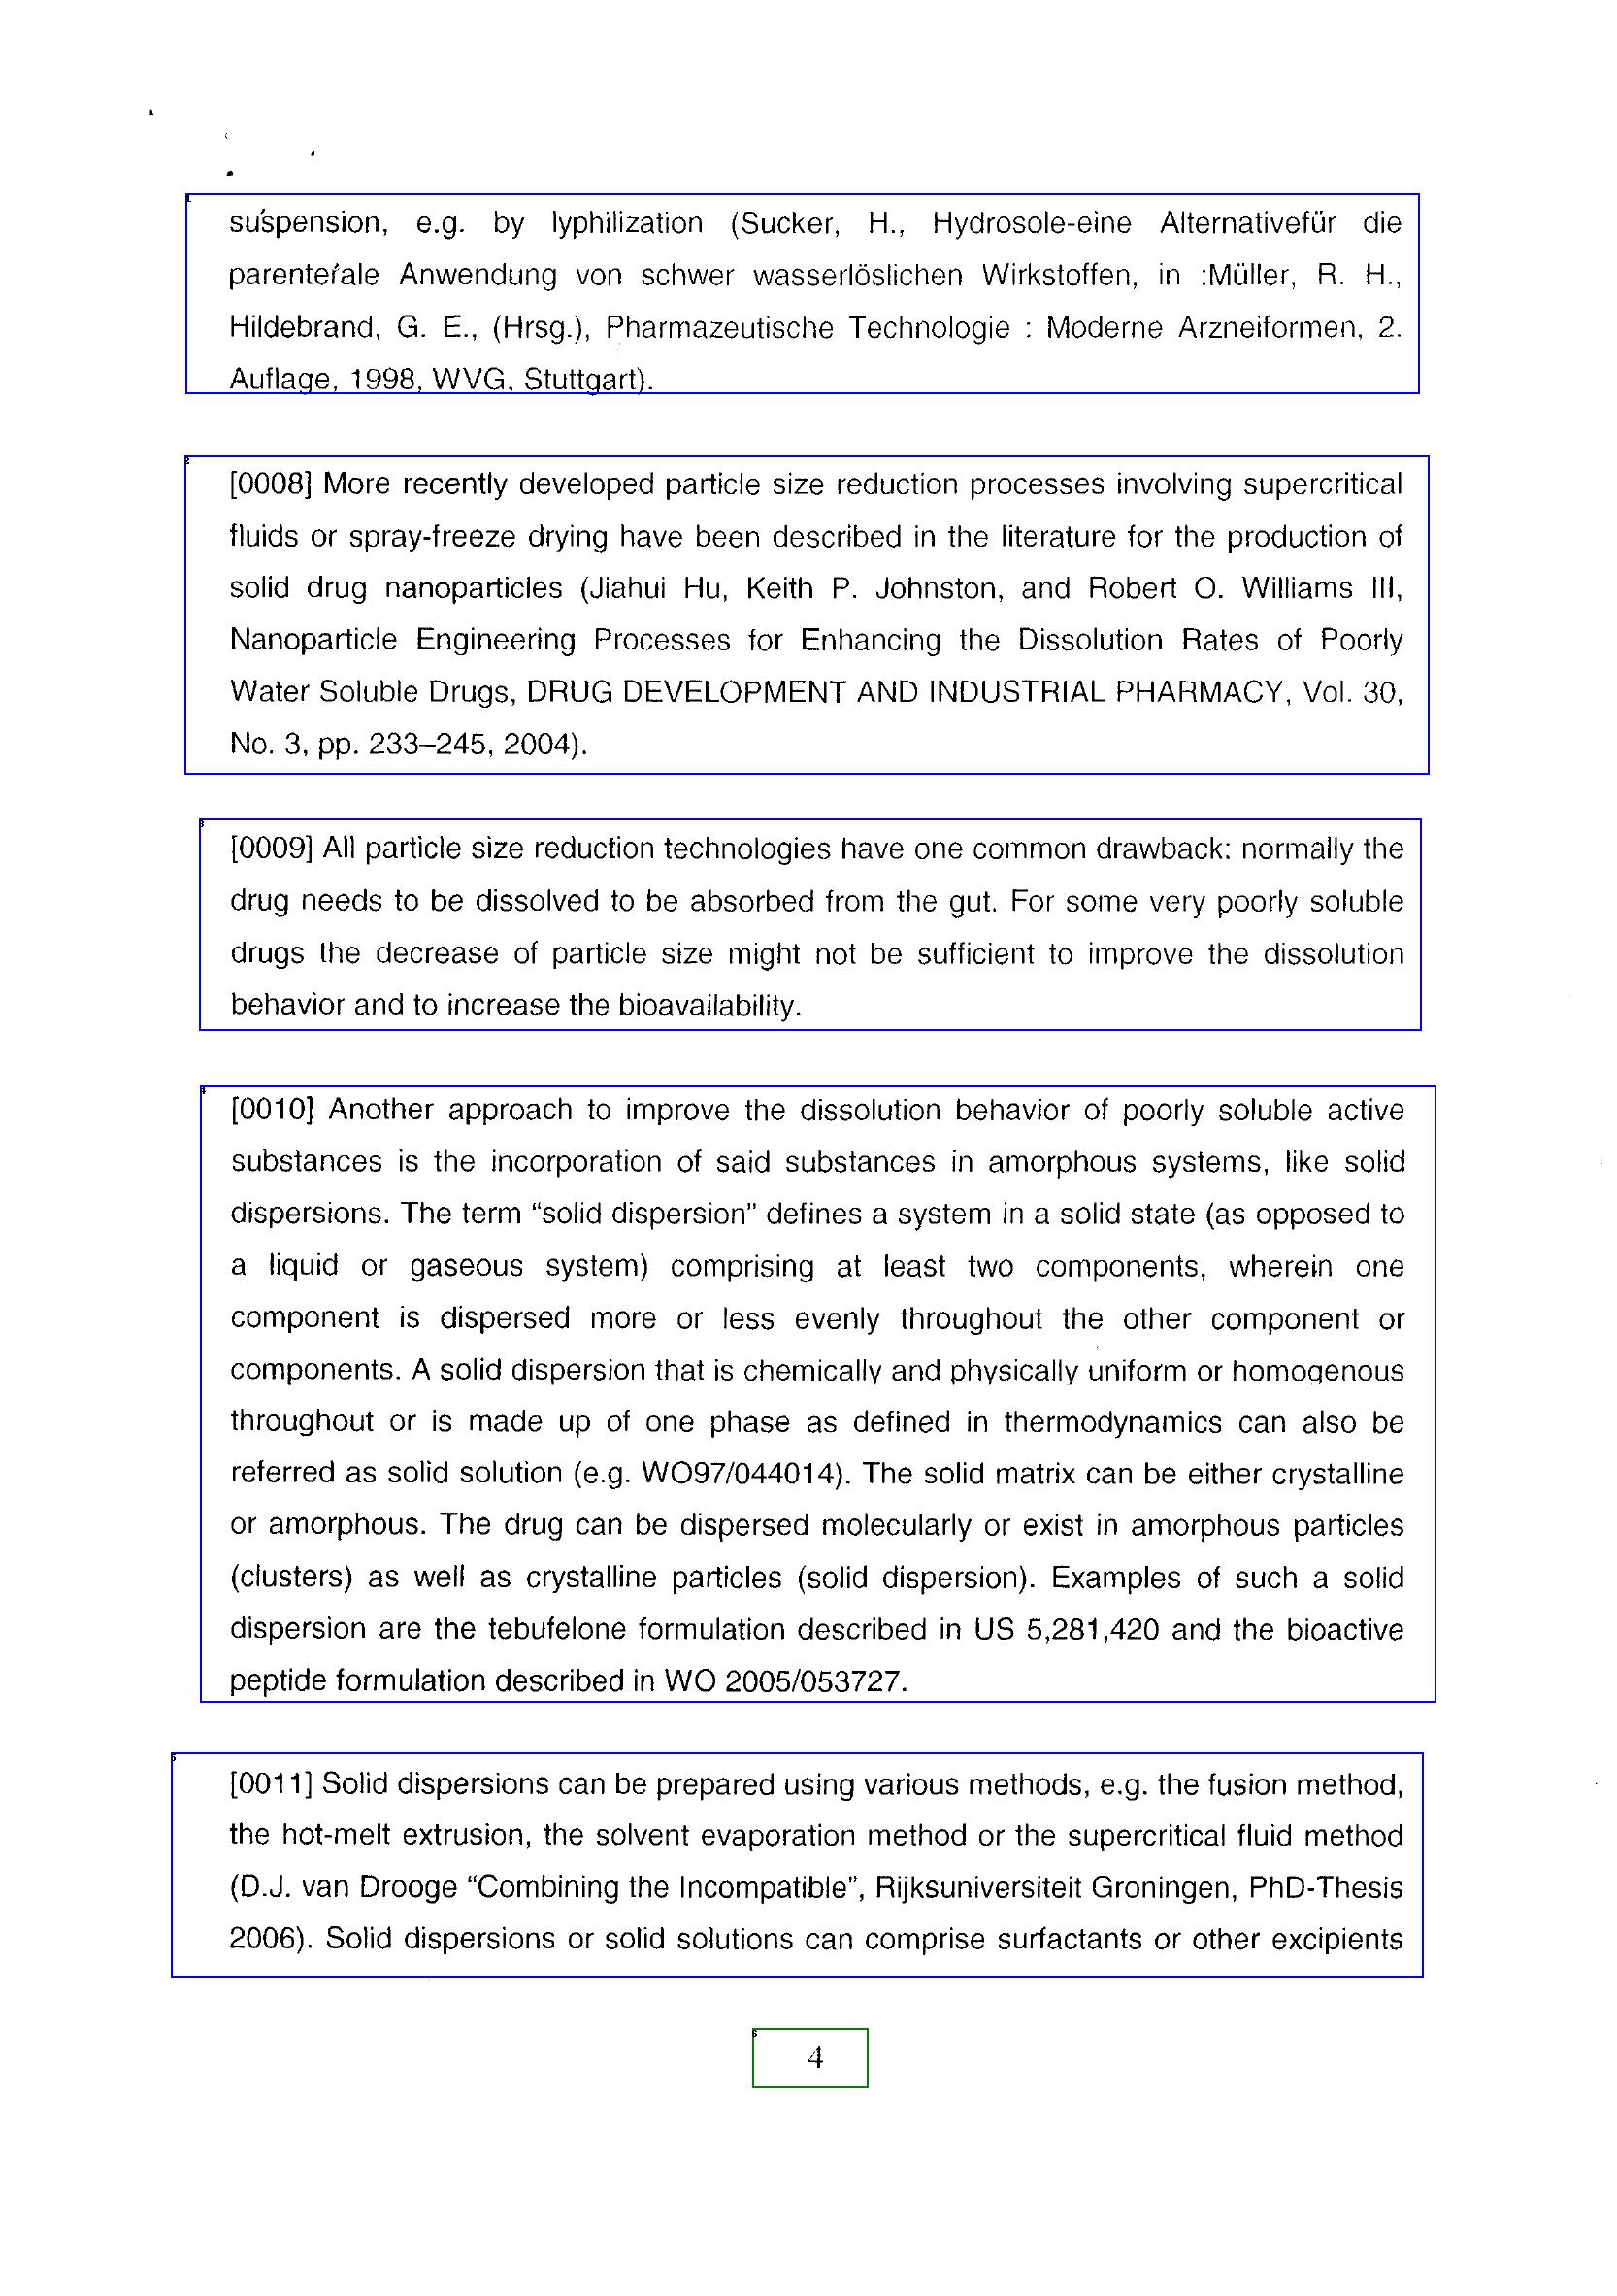 suspension, e.g. by lyphilization (Sucker, H., Hydrosole-eine Alternativefür die
parenterale Anwendung von schwer wasserlöslichen Wirkstoffen, in :Müller, R. H.,
Hildebrand, G. E., (Hrsg.), Pharmazeutische Technologie : Moderne Arzneiformen, 2.
Auflage, 1998, WVG, Stuttgart).
[0008] More recently developed particle size reduction processes involving supercritical
fluids or spray-freeze drying have been described in the literature for the production of
solid drug nanoparticles (Jiahui Hu, Keith P. Johnston, and Robert O. Williams III,
Nanoparticle Engineering Processes for Enhancing the Dissolution Rates of Poorly
Water Soluble Drugs, DRUG DEVELOPMENT AND INDUSTRIAL PHARMACY, Vol. 30,
No. 3, pp. 233–245, 2004).
[0009] All particle size reduction technologies have one common drawback: normally the
drug needs to be dissolved to be absorbed from the gut. For some very poorly soluble
drugs the decrease of particle size might not be sufficient to improve the dissolution
behavior and to increase the bioavailability.
[0010] Another approach to improve the dissolution behavior of poorly soluble active
substances is the incorporation of said substances in amorphous systems, like solid
dispersions. The term “solid dispersion” defines a system in a solid state (as opposed to
a liquid or gaseous system) comprising at least two components, wherein one
component is dispersed more or less evenly throughout the other component or
components. A solid dispersion that is chemically and physically uniform or homogenous
throughout or is made up of one phase as defined in thermodynamics can also be
referred as solid solution (e.g. WO97/044014). The solid matrix can be either crystalline
or amorphous. The drug can be dispersed molecularly or exist in amorphous particles
(clusters) as well as crystalline particles (solid dispersion). Examples of such a solid
dispersion are the tebufelone formulation described in US 5,281,420 and the bioactive
peptide formulation described in WO 2005/053727.
[0011] Solid dispersions can be prepared using various methods, e.g. the fusion method,
the hot-melt extrusion, the solvent evaporation method or the supercritical fluid method
(D.J. van Drooge “Combining the Incompatible”, Rijksuniversiteit Groningen, PhD-Thesis
2006). Solid dispersions or solid solutions can comprise surfactants or other excipients
4